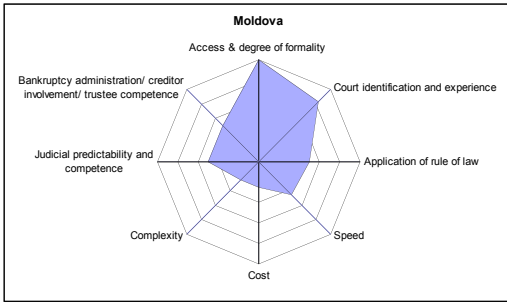 Moldova
Access & degree of formality
Bankruptcy administration/ creditor
involvement/ trustee competence
Court identification and experience
Judicial predictability and
competence
Application of rule of law
Complexity
Speed
Cost